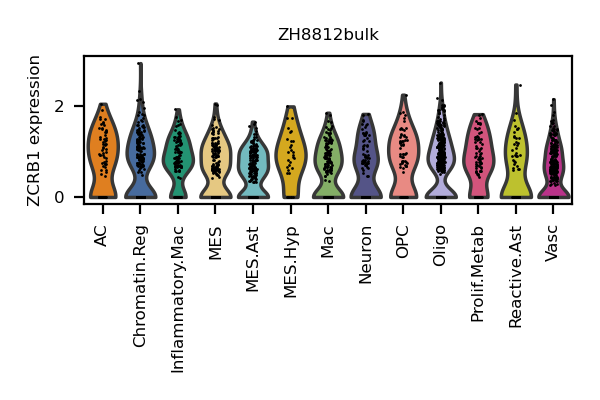 ZH8812bulk
ZCRB1 expression
2
0
AC
Chromatin.Reg
Inflammatory.Mac
MES
MES.Ast
MES.Hyp
Mac
Neuron
OPC
Oligo
Prolif.Metab
Reactive.Ast
Vasc